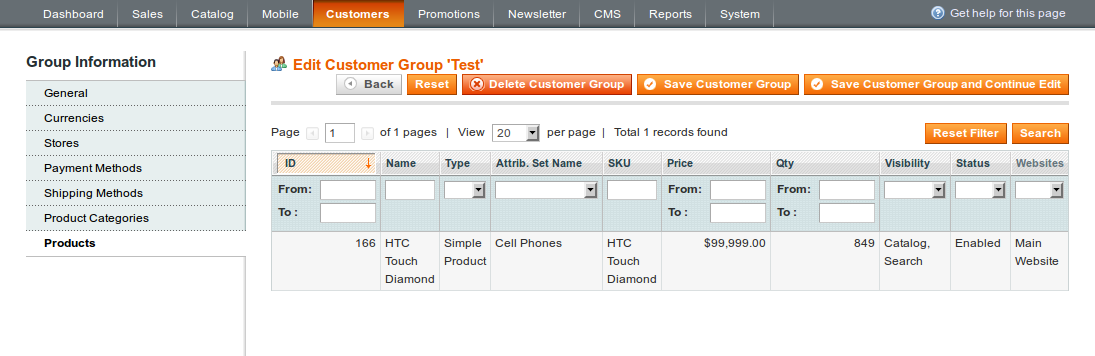 Dashboard Sales Catalog Mobile Customers Promotions Newsletter CMS Reports System Get help for this page
Group Information
General
Currencies
Stores
Payment Methods
Shipping Methods
Product Categories
Products
Edit Customer Group 'Test'
Back Reset Delete Customer Group Save Customer Group Save Customer Group and Continue Edit
Page 1 of 1 pages | View 20 per page | Total 1 records found Reset Filter Search
ID Name Type Attrib. Set Name SKU Price Qty Visibility Status Websites
From: From: From:
To : To : To :
166 HTC Simple Cell Phones HTC $99,999.00 849 Catalog, Enabled Main
Touch Product Touch Search Website
Diamond Diamond